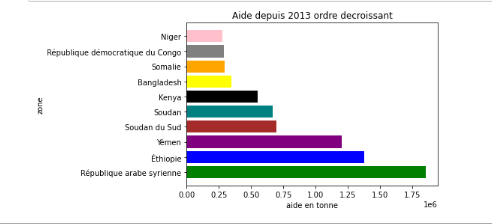 Aide depuis 2013 ordre decroissant
Niger
République démocratique du Congo
Somalie
Bangladesh
Kenya
Soudan
Soudan du Sud
Yémen
Éthiopie
République arabe syrienne
zone
0.00 0.25 0.50 0.75 1.00 1.25 1.50 1.75
1e6
aide en tonne